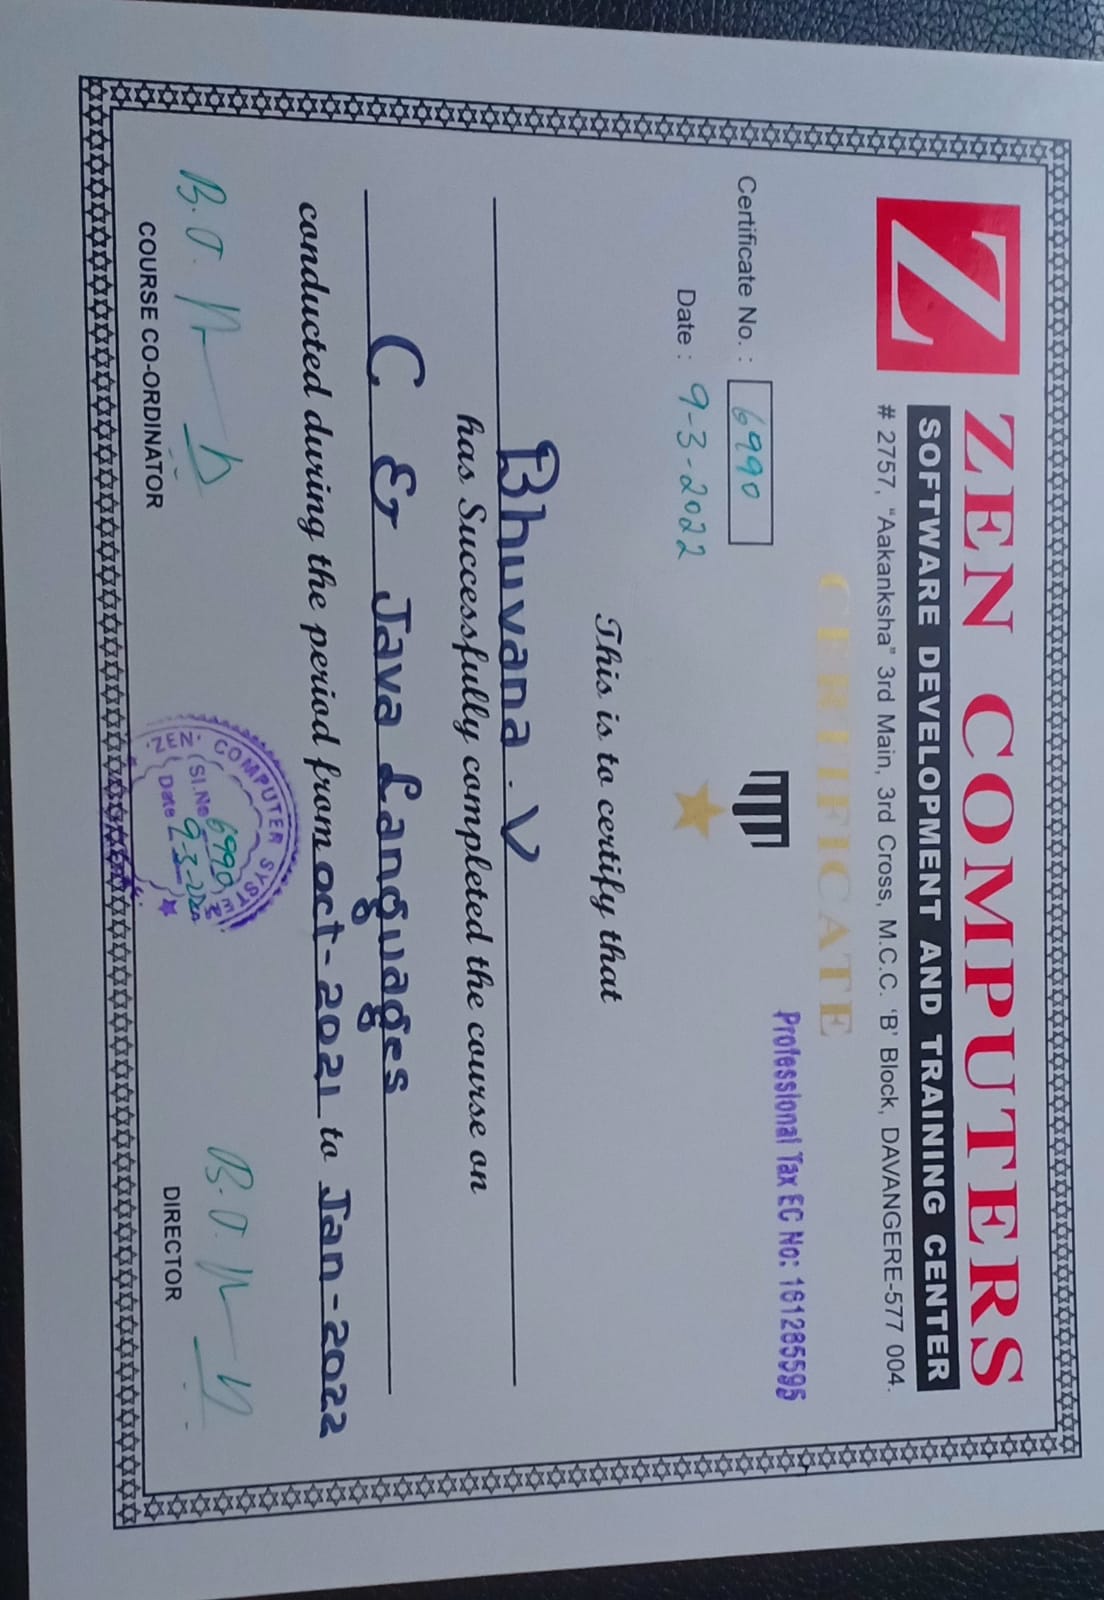 Z
ZEN COMPUTERS
SOFTWARE DEVELOPMENT AND TRAINING CENTER
# 2757, “Aakanksha” 3rd Main, 3rd Cross, M.C.C. ‘B’ Block, DAVANGERE-577 004.
CERTIFICATE
Professional Tax EC No: 161285595
Certificate No. : 6990
Date : 9-3-2022
This is to certify that
Bhuvana . V
has Successfully completed the course on
C & Java Languages
conducted during the period from oct-2021 to Jan-2022
COURSE CO-ORDINATOR
'ZEN' COMPUTER SYSTEM
Sl.No 6990
Date 9-3-22
DIRECTOR